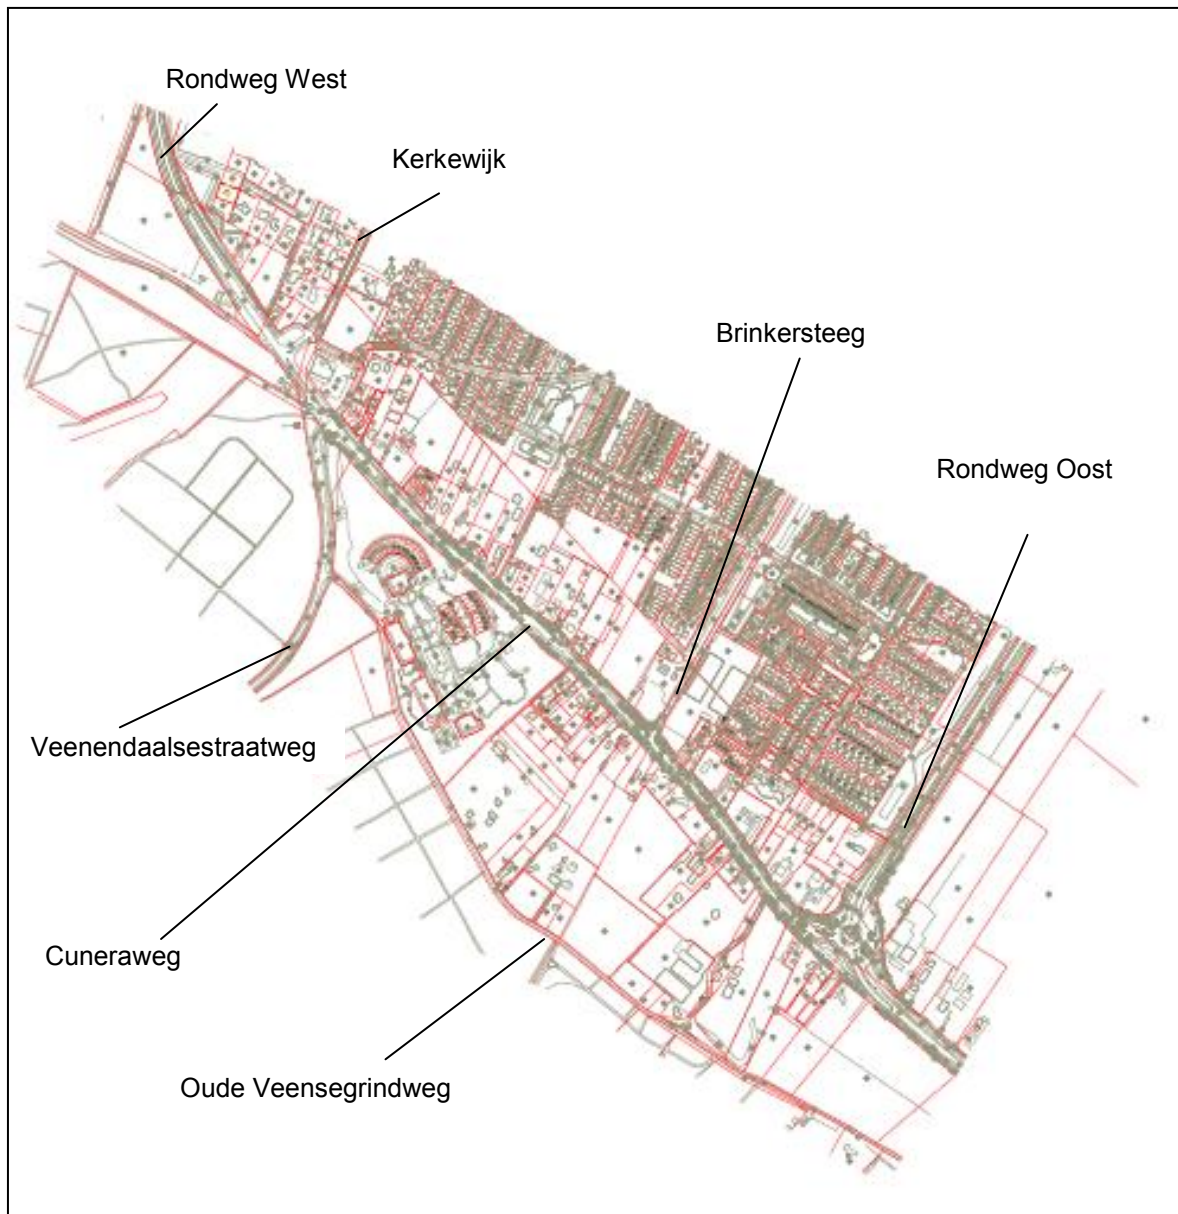 Rondweg West
Kerkewijk
Brinkersteeg
Rondweg Oost
Veenendaalsestraatweg
Cuneraweg
Oude Veensegrindweg